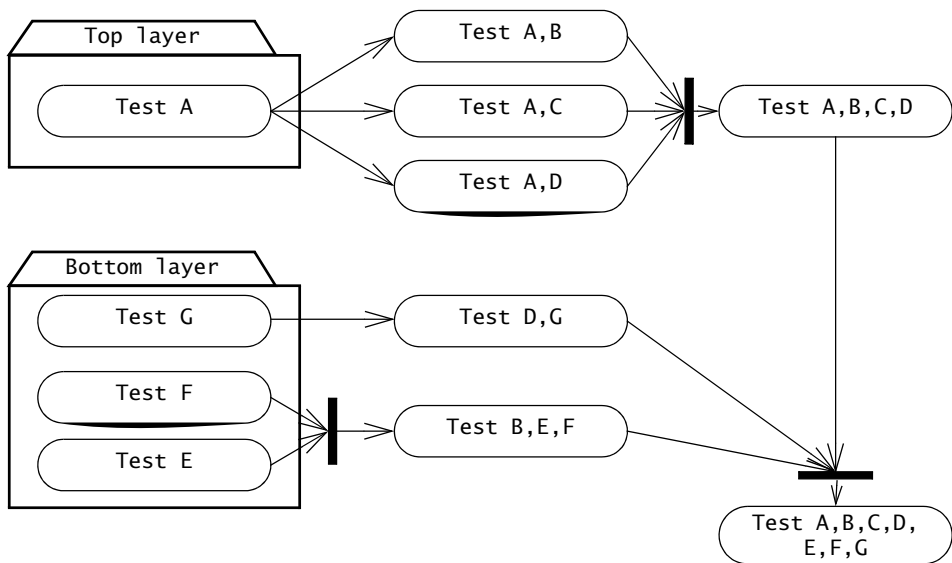 Top layer
Test A
Test A,B
Test A,C
Test A,D
Test A,B,C,D
Bottom layer
Test G
Test F
Test E
Test D,G
Test B,E,F
Test A,B,C,D,
E,F,G